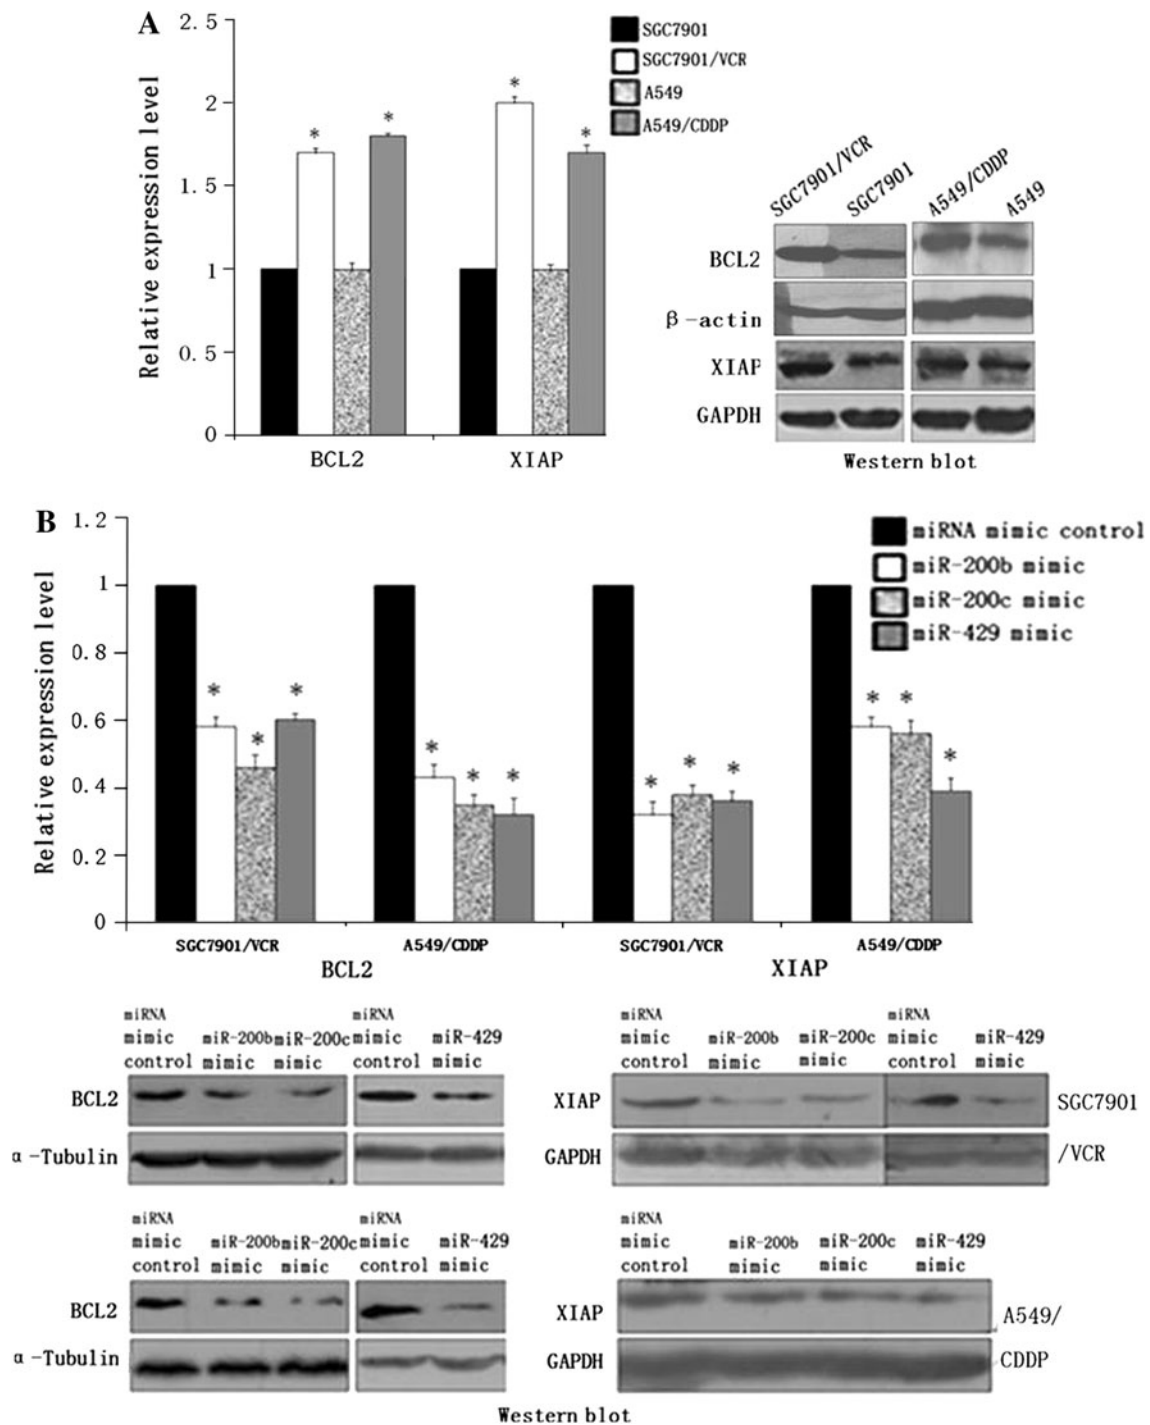 A
Relative expression level
2.5
2
1.5
1
0.5
0
*
*
*
*
BCL2
XIAP
SGC7901
SGC7901/VCR
A549
A549/CDDP
SGC7901/VCR
SGC7901
A549/CDDP
A549
BCL2
β-actin
XIAP
GAPDH
Western blot
B
Relative expression level
1.2
1
0.8
0.6
0.4
0.2
0
* * *
* * *
* * *
* * *
SGC7901/VCR
A549/CDDP
SGC7901/VCR
A549/CDDP
BCL2
XIAP
miRNA mimic control
miR-200b mimic
miR-200c mimic
miR-429 mimic
miRNA mimic control
miR-200b mimic
miR-200c mimic
miRNA mimic control
miR-429 mimic
BCL2
α-Tubulin
miRNA mimic control
miR-200b mimic
miR-200c mimic
miRNA mimic control
miR-429 mimic
XIAP
GAPDH
SGC7901
/VCR
miRNA mimic control
miR-200b mimic
miR-200c mimic
miRNA mimic control
miR-429 mimic
BCL2
α-Tubulin
miRNA mimic control
miR-200b mimic
miR-200c mimic
miR-429 mimic
XIAP
GAPDH
A549/
CDDP
Western blot